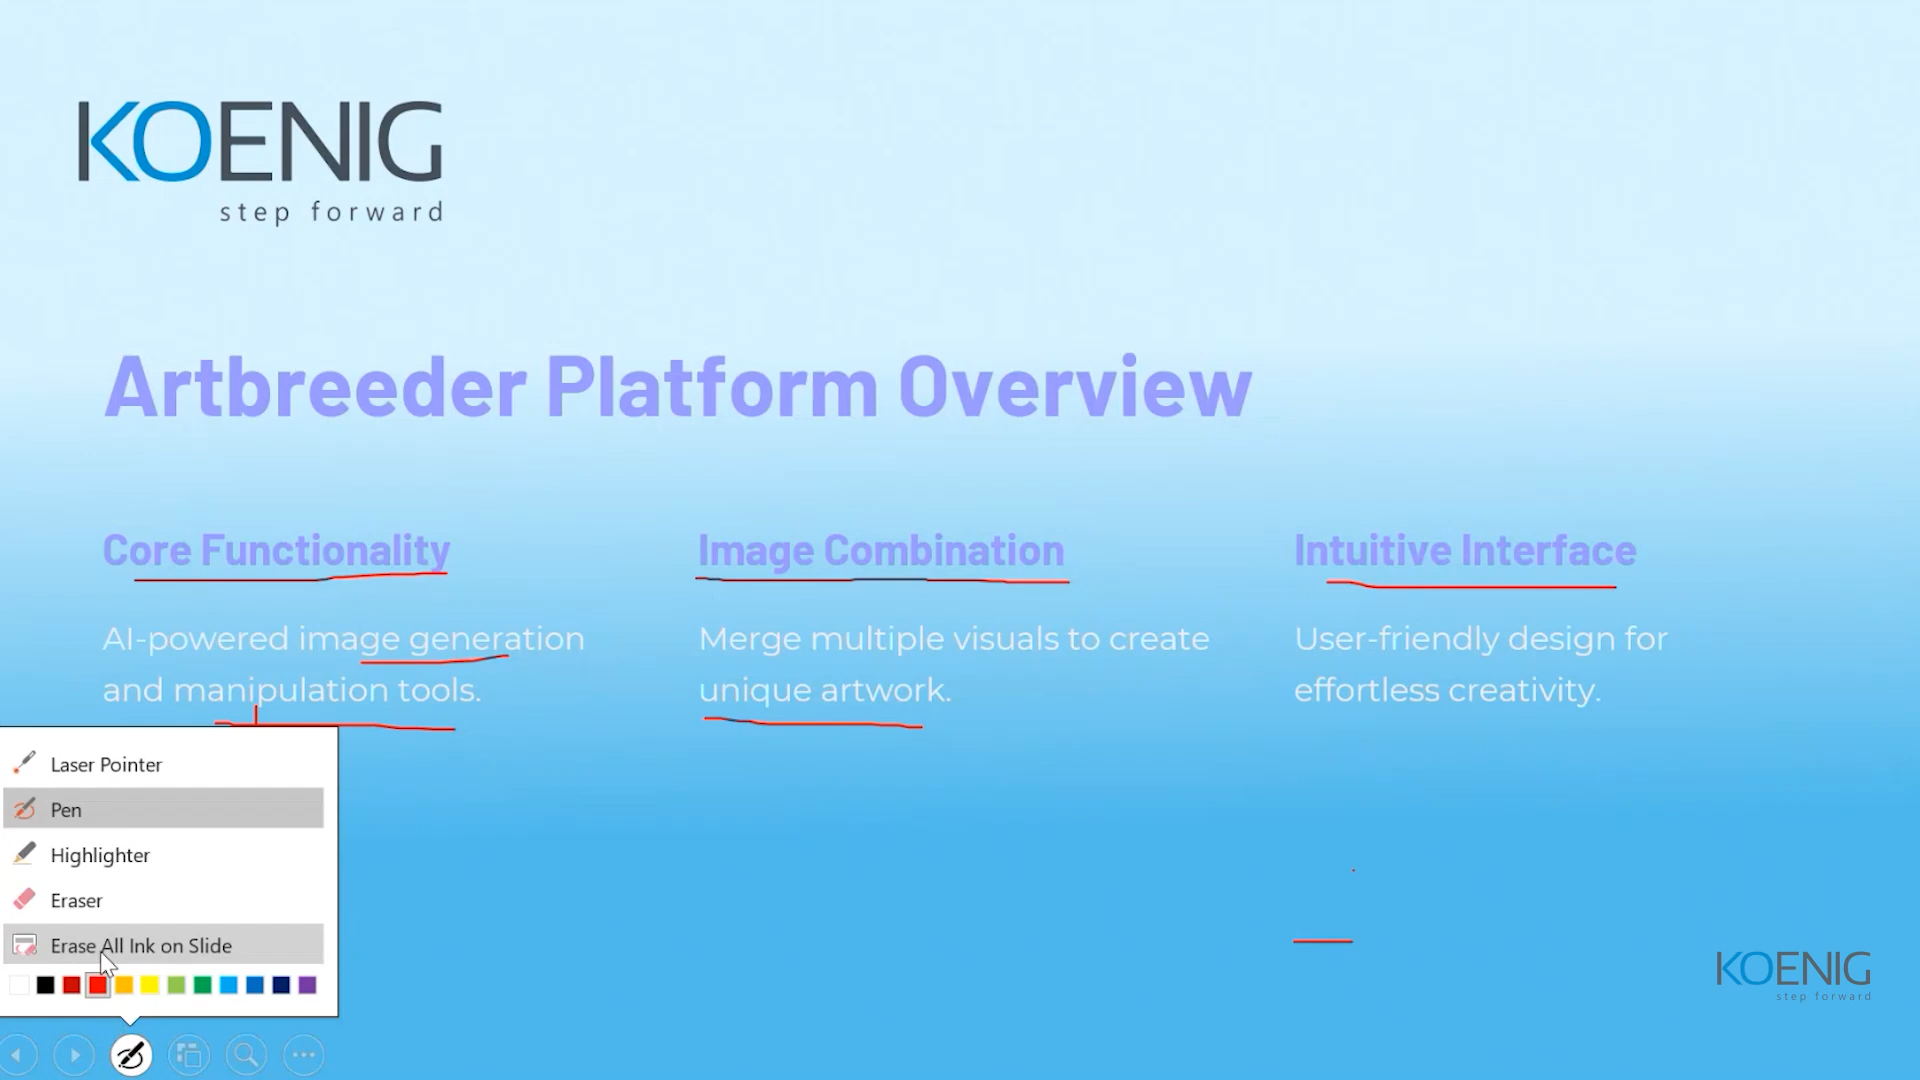 KOENIG
step forward
Artbreeder Platform Overview
Core Functionality
AI-powered image generation
and manipulation tools.
Image Combination
Merge multiple visuals to create
unique artwork.
Intuitive Interface
User-friendly design for
effortless creativity.
Laser Pointer
Pen
Highlighter
Eraser
Erase All Ink on Slide
KOENIG
step forward